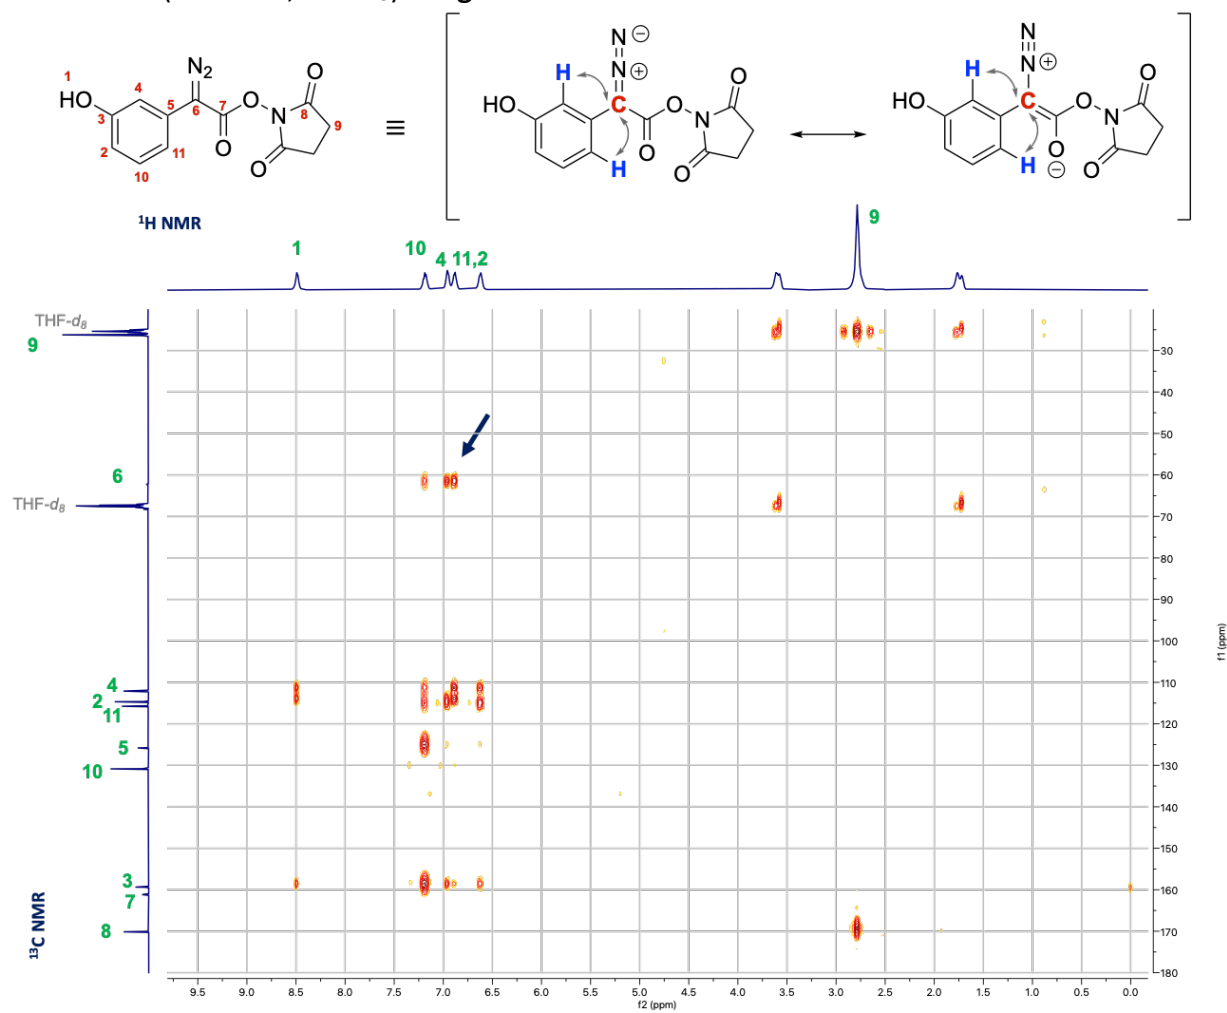 N₂
1
HO
3
4
5
6
7
O
O
N
O
8
9
O
2
11
10
≡
N ⊖
N ⊕
H
HO
C
O
O
N
O
O
H
N
N ⊕
H
HO
C
O
O
N
O ⊖
O
H
¹H NMR
1
10
4
11,2
9
THF-d₈
9
6
THF-d₈
4
2
11
5
10
3
7
8
¹³C NMR
30
40
50
60
70
80
90
100
110
120
130
140
150
160
170
180
f1 (ppm)
9.5 9.0 8.5 8.0 7.5 7.0 6.5 6.0 5.5 5.0 4.5 4.0 3.5 3.0 2.5 2.0 1.5 1.0 0.5 0.0
f2 (ppm)